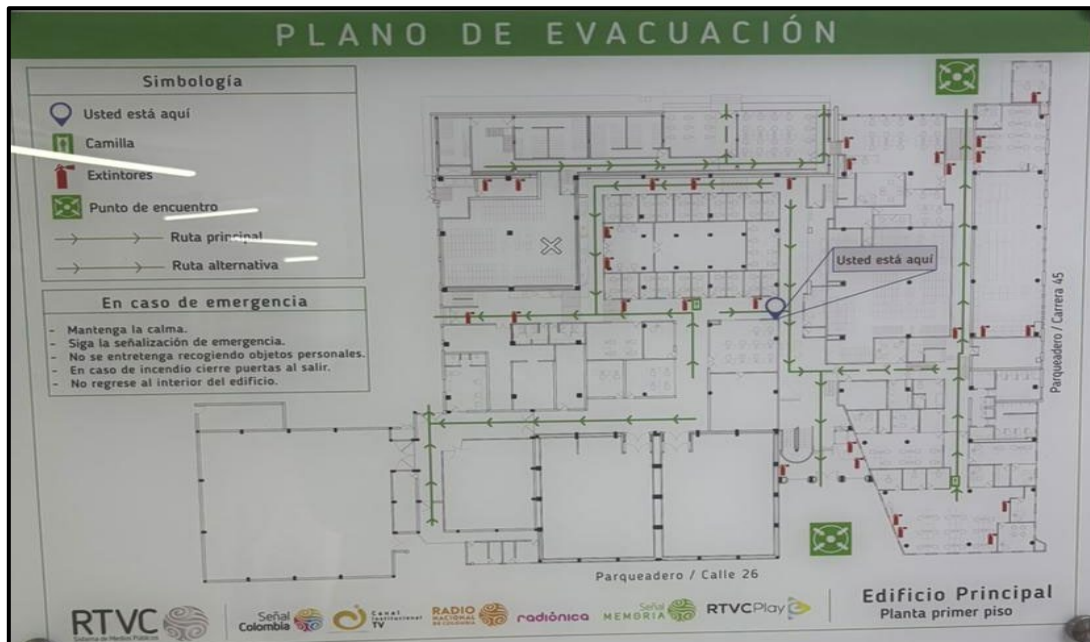 PLANO DE EVACUACIÓN
Simbología
Usted está aquí
Camilla
Extintores
Punto de encuentro
Ruta principal
Ruta alternativa
En caso de emergencia
- Mantenga la calma.
- Siga la señalización de emergencia.
- No se entretenga recogiendo objetos personales.
- En caso de incendio cierre puertas al salir.
- No regrese al interior del edificio.
Usted está aquí
Parqueadero / Carrera 45
Parqueadero / Calle 26
Edificio Principal
Planta primer piso
RTVC
Sistema de Medios Públicos
Señal
Colombia
Canal
Institucional
TV
RADIO
NACIONAL
DE COLOMBIA
radiónica
Señal
MEMORIA
RTVCPlay